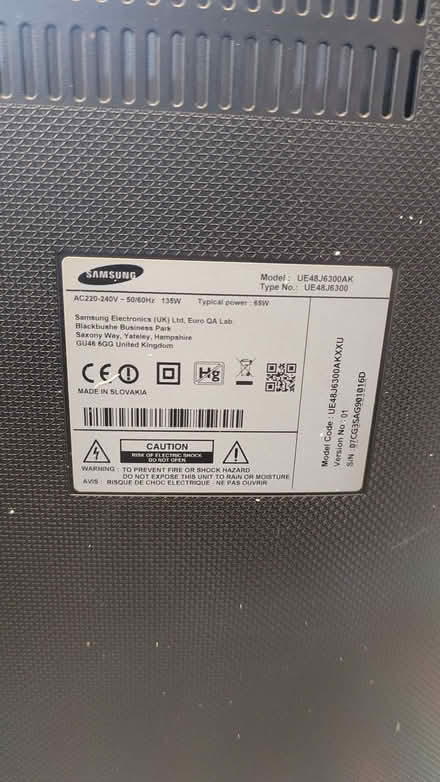 SAMSUNG
Model : UE48J6300AK
Type No.: UE48J6300
AC220-240V ~ 50/60Hz 135W Typical power : 65W
Samsung Electronics (UK) Ltd, Euro QA Lab.
Blackbushe Business Park
Saxony Way, Yateley, Hampshire
GU46 6GG United Kingdom
CE
Hg
MADE IN SLOVAKIA
CAUTION
RISK OF ELECTRIC SHOCK
DO NOT OPEN
WARNING : TO PREVENT FIRE OR SHOCK HAZARD
DO NOT EXPOSE THIS UNIT TO RAIN OR MOISTURE
AVIS : RISQUE DE CHOC ELECTRIQUE - NE PAS OUVRIR
Model Code : UE48J6300AKXXU
Version No : 01
S/N : 07CG3SAG901016D